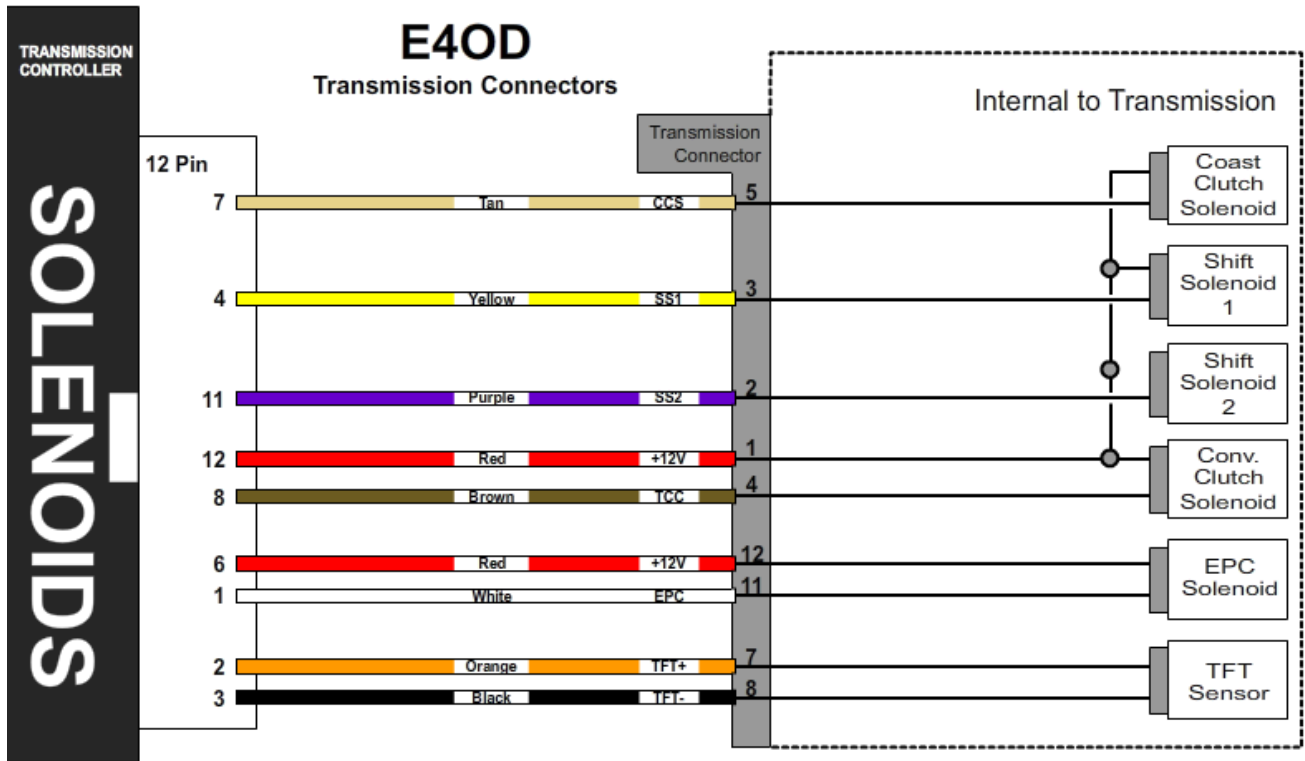 TRANSMISSION
CONTROLLER
SOLENOIDS
E4OD
Transmission Connectors
Internal to Transmission
Transmission
Connector
12 Pin
7 Tan CCS 5
4 Yellow SS1 3
11 Purple SS2 2
12 Red +12V 1
8 Brown TCC 4
6 Red +12V 12
1 White EPC 11
2 Orange TFT+ 7
3 Black TFT- 8
Coast
Clutch
Solenoid
Shift
Solenoid
1
Shift
Solenoid
2
Conv.
Clutch
Solenoid
EPC
Solenoid
TFT
Sensor